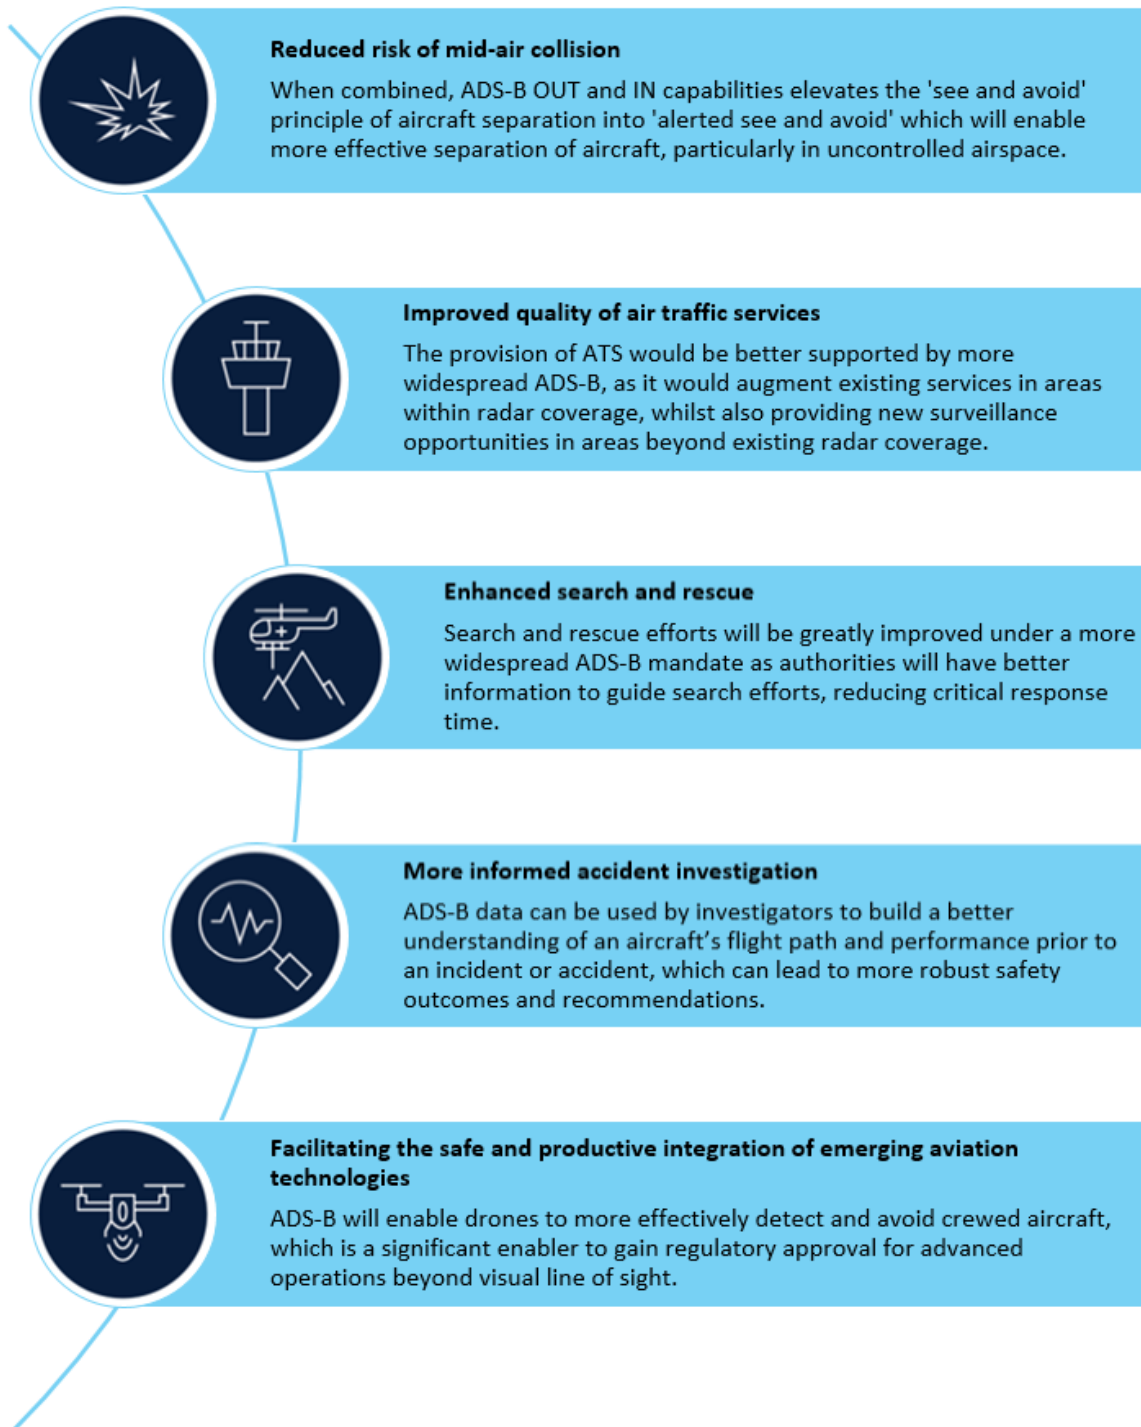 Reduced risk of mid-air collision
When combined, ADS-B OUT and IN capabilities elevates the 'see and avoid'
principle of aircraft separation into 'alerted see and avoid' which will enable
more effective separation of aircraft, particularly in uncontrolled airspace.
Improved quality of air traffic services
The provision of ATS would be better supported by more
widespread ADS-B, as it would augment existing services in areas
within radar coverage, whilst also providing new surveillance
opportunities in areas beyond existing radar coverage.
Enhanced search and rescue
Search and rescue efforts will be greatly improved under a more
widespread ADS-B mandate as authorities will have better
information to guide search efforts, reducing critical response
time.
More informed accident investigation
ADS-B data can be used by investigators to build a better
understanding of an aircraft’s flight path and performance prior to
an incident or accident, which can lead to more robust safety
outcomes and recommendations.
Facilitating the safe and productive integration of emerging aviation
technologies
ADS-B will enable drones to more effectively detect and avoid crewed aircraft,
which is a significant enabler to gain regulatory approval for advanced
operations beyond visual line of sight.